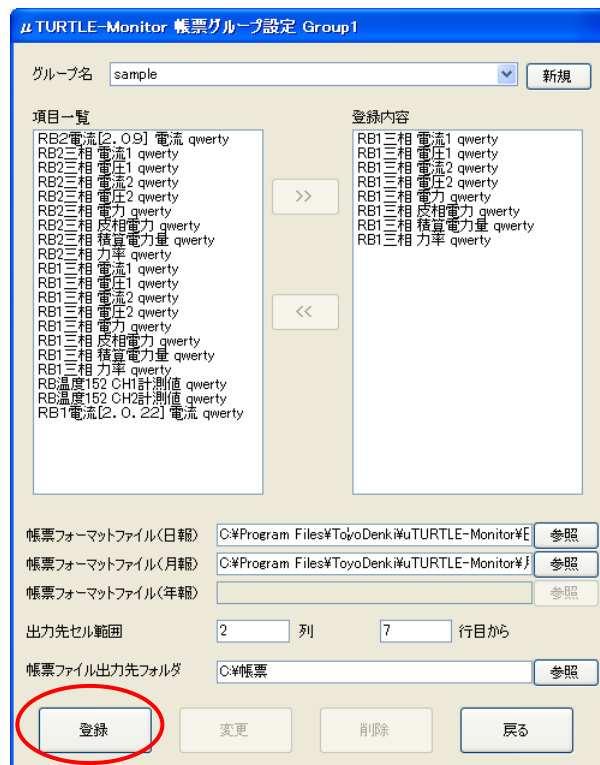 μTURTLE-Monitor 帳票グループ設定 Group1
グループ名 sample 新規
項目一覧
RB2電流[2.09] 電流 qwerty
RB2三相 電流1 qwerty
RB2三相 電圧1 qwerty
RB2三相 電流2 qwerty
RB2三相 電圧2 qwerty
RB2三相 電力 qwerty
RB2三相 皮相電力 qwerty
RB2三相 積算電力量 qwerty
RB2三相 力率 qwerty
RB1三相 電流1 qwerty
RB1三相 電圧1 qwerty
RB1三相 電流2 qwerty
RB1三相 電圧2 qwerty
RB1三相 電力 qwerty
RB1三相 皮相電力 qwerty
RB1三相 積算電力量 qwerty
RB1三相 力率 qwerty
RB温度152 CH1計測値 qwerty
RB温度152 CH2計測値 qwerty
RB1電流[2.0.22] 電流 qwerty
>>
<<
登録内容
RB1三相 電流1 qwerty
RB1三相 電圧1 qwerty
RB1三相 電流2 qwerty
RB1三相 電圧2 qwerty
RB1三相 電力 qwerty
RB1三相 皮相電力 qwerty
RB1三相 積算電力量 qwerty
RB1三相 力率 qwerty
帳票フォーマットファイル(日報) C:¥Program Files¥ToyoDenki¥uTURTLE-Monitor¥ 参照
帳票フォーマットファイル(月報) C:¥Program Files¥ToyoDenki¥uTURTLE-Monitor¥ 参照
帳票フォーマットファイル(年報) 参照
出力先セル範囲 2 列 7 行目から
帳票ファイル出力先フォルダ C:¥帳票 参照
登録 変更 削除 戻る